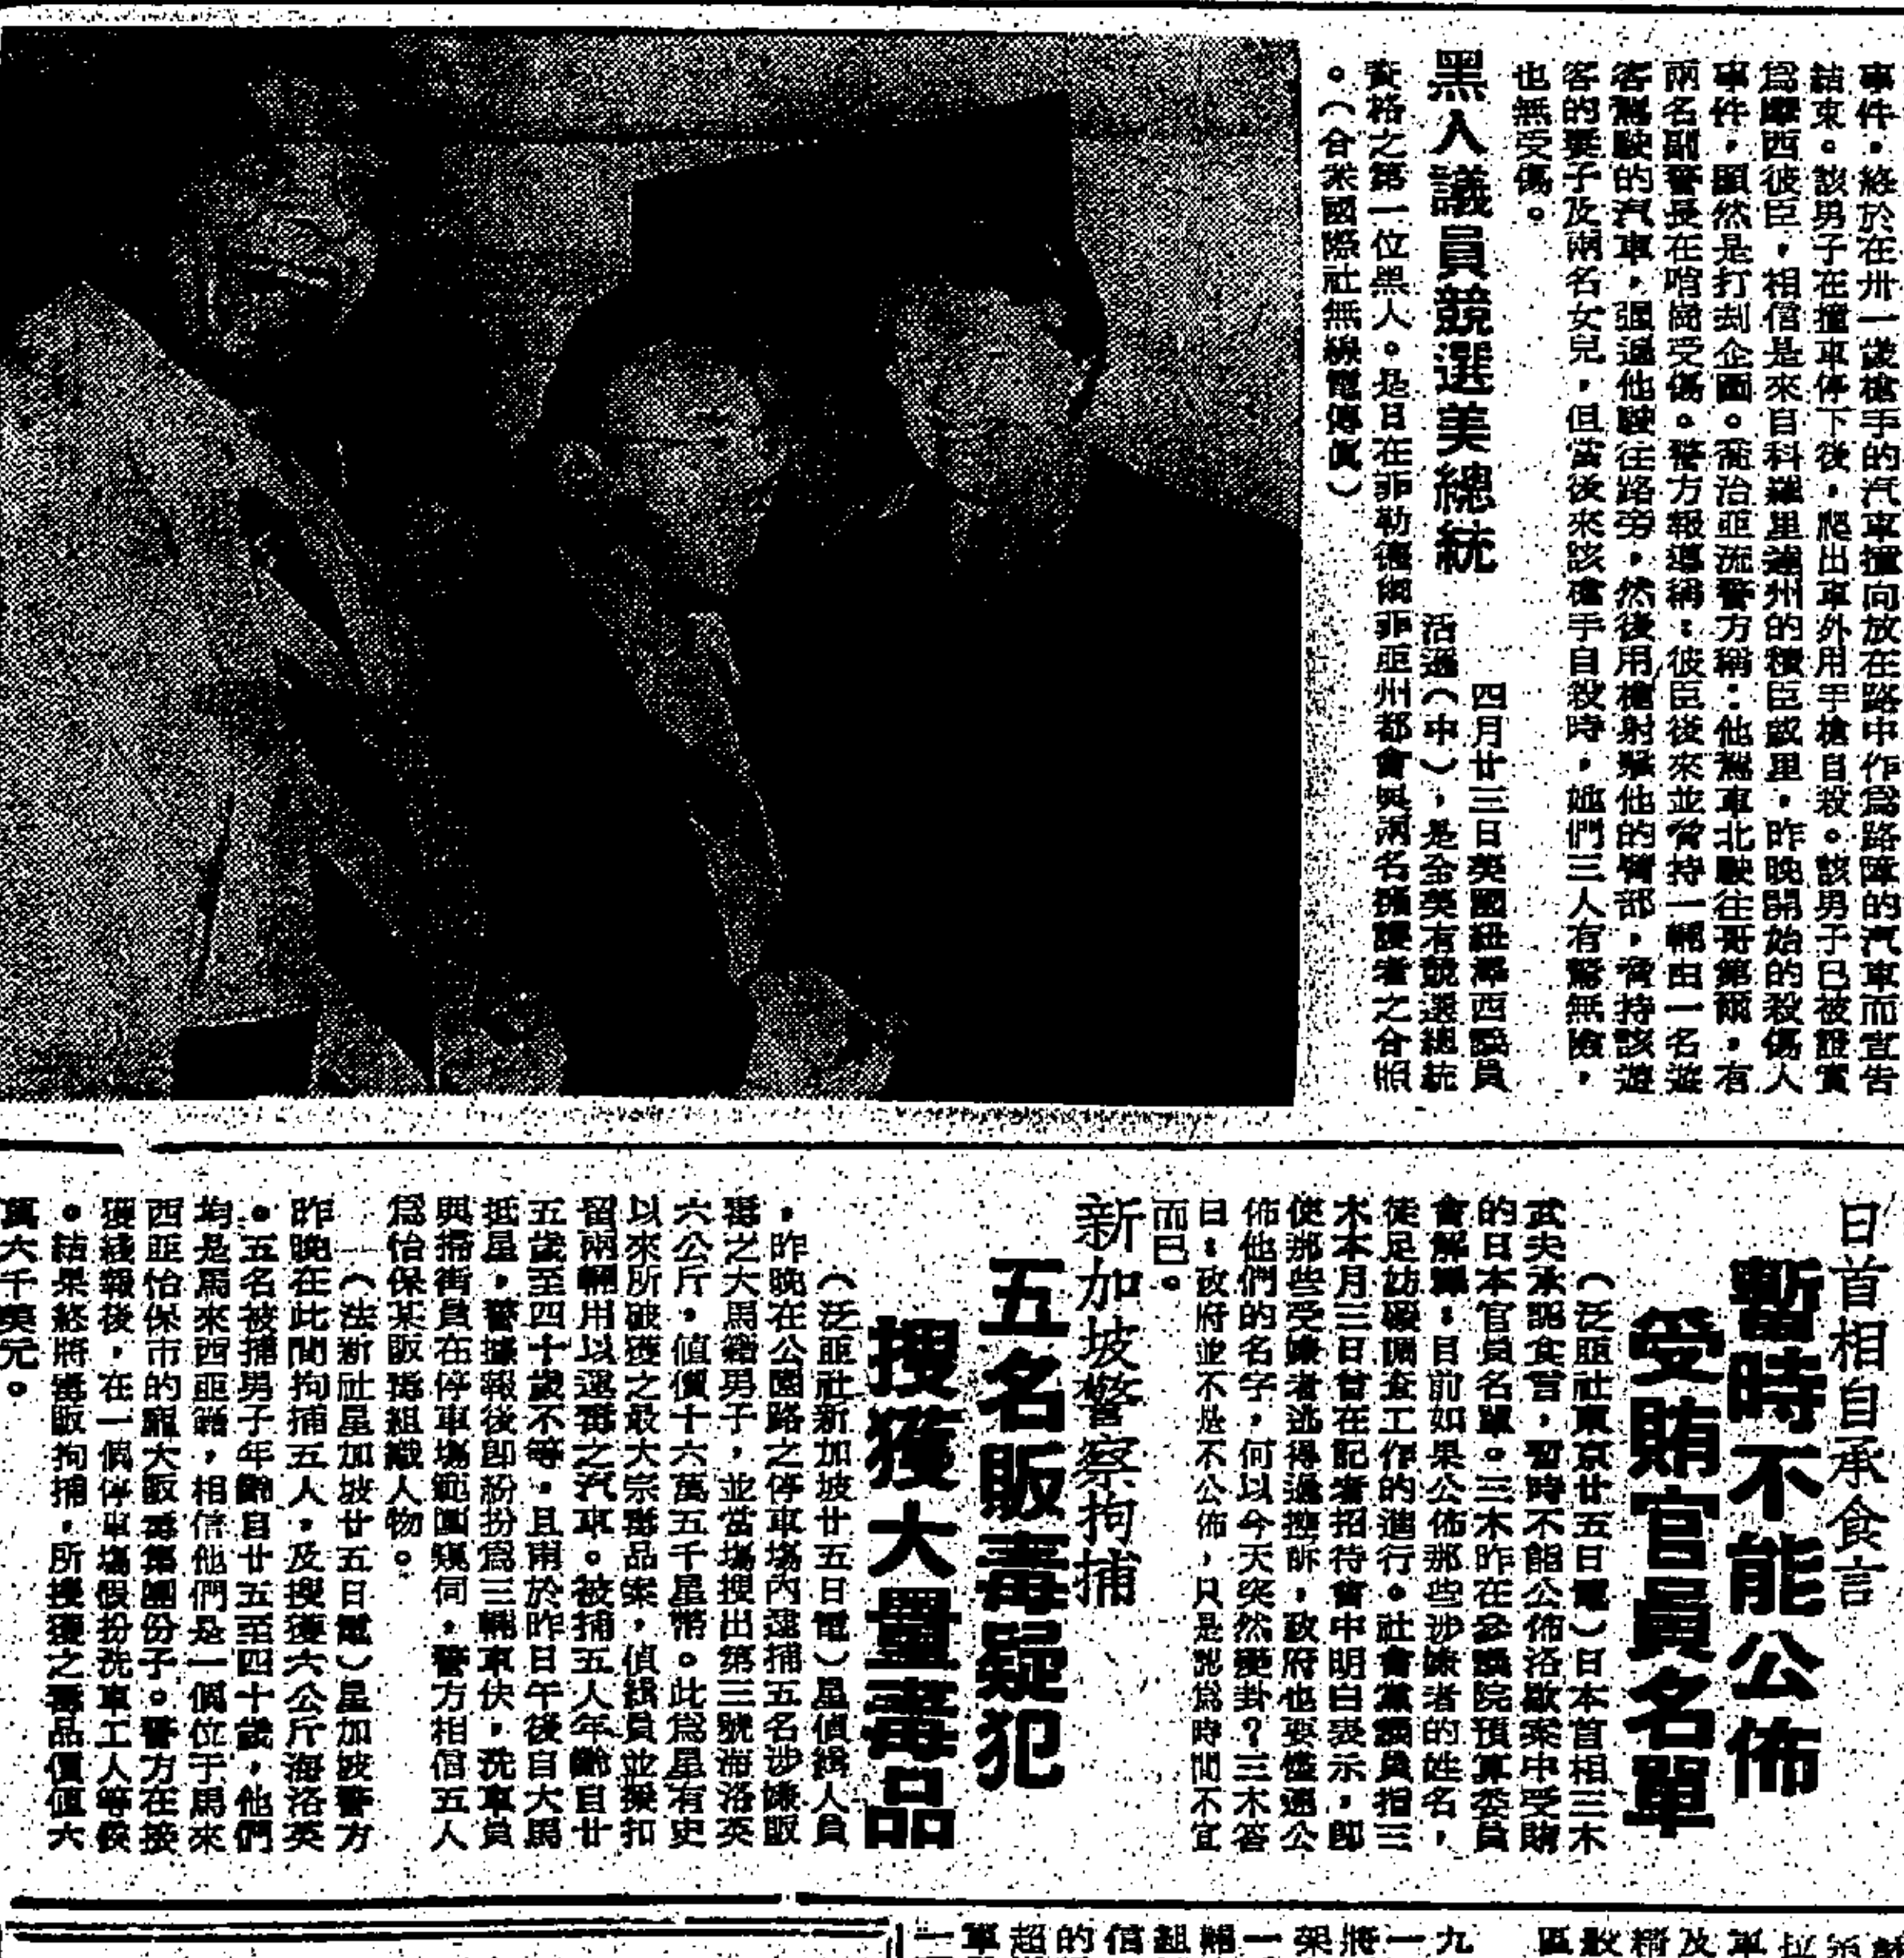 事件,終於在卅一歲槍手的汽車撞向放在路中作爲路障的汽車而宣告
結束。該男子在撞車停下後,爬出車外用手槍自殺。該男子已被證實
爲摩西彼臣,相信是來自科羅里達州的積臣威里,昨晚開始的殺傷人
事件,顯然是打刦企圖。喬治亞流警方稱:他駕車北駛往哥第爾,有
兩名副警長在喧崗受傷。警方報導稱:彼臣後來並脅持一輛由一名遊
客駕駛的汽車,强逼他駛往路旁,然後用槍射擊他的臂部,脅持該遊
客的妻子及兩名女兒,但當後來該槍手自殺時,她們三人有驚無險,
也無受傷。
黑人議員競選美總統
四月廿三日美國紐澤西議員
活遜(中),是全美有競選總統
資格之第一位黑人。是日在菲勒德爾菲亞州都會與兩名擁護者之合照
。(合衆國際社無線電傳眞)
日首相自承食言
暫時不能公佈
受賄官員名單
(泛亞社東京廿五日電)日本首相三木
武夫承認食言,暫時不能公佈洛歇案中受賄
的日本官員名單。三木昨在參議院預算委員
會解釋:目前如果公佈那些涉嫌者的姓名,
徒足訪礙調查工作的進行。社會黨議員指三
木本月三日曾在記者招待會中明白表示,卽
使那些受嫌者逃得過控訴,政府也要儘速公
佈他們的名字,何以今天突然變卦?三木答
曰:政府並不是不公佈,只是認爲時間不宜
而已。
新加坡警察拘捕
五名販毒疑犯
搜獲大量毒品
(泛亞社新加坡廿五日電)星偵緝人員
,昨晚在公園路之停車塲內逮捕五名涉嫌販
毒之大馬籍男子,並當塲搜出第三號海洛英
六公斤,値價十六萬五千星幣。此爲星有史
以來所破獲之最大宗毒品案,偵緝員並擬扣
留兩輛用以運毒之汽車。被捕五人年齡自廿
五歲至四十歲不等,且甫於昨日午後自大馬
抵星,警據報後卽紛扮爲三輪車伕,洗車員
與掃街員在停車塲範圍窺伺,警方相信五人
爲怡保某販毒組織人物。
(法新社星加坡廿五日電)星加坡警方
昨晚在此間拘捕五人,及搜獲六公斤海洛英
。五名被捕男子年齡自廿五至四十歲,他們
均是馬來西亞籍,相信他們是一個位于馬來
西亞怡保市的龐大販毒集團份子。警方在接
獲綫報後,在一個停車塲假扮洗車工人等候
。結果終將毒販拘捕,所搜獲之毒品價値六
萬六千美元。